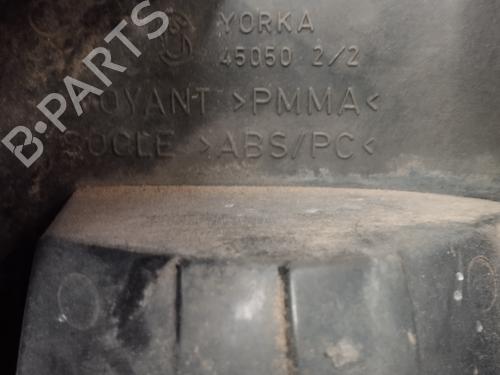 YORKA
45050 2/2
VOYANT >PMMA<
SOCLE >ABS/PC<
B-PARTS